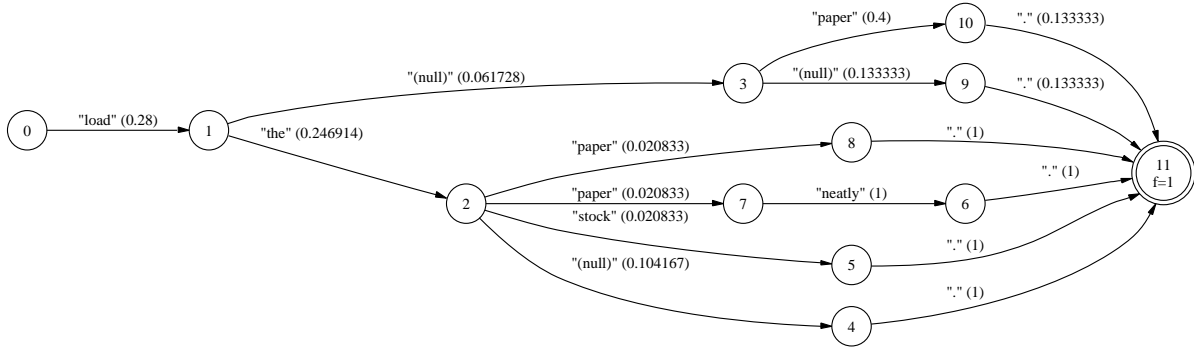 "paper" (0.4)
10
"." (0.133333)
"(null)" (0.061728)
3
"(null)" (0.133333)
9
"." (0.133333)
0
"load" (0.28)
1
"the" (0.246914)
"paper" (0.020833)
8
"." (1)
11
f=1
2
"paper" (0.020833)
7
"neatly" (1)
6
"." (1)
"stock" (0.020833)
5
"." (1)
"(null)" (0.104167)
4
"." (1)